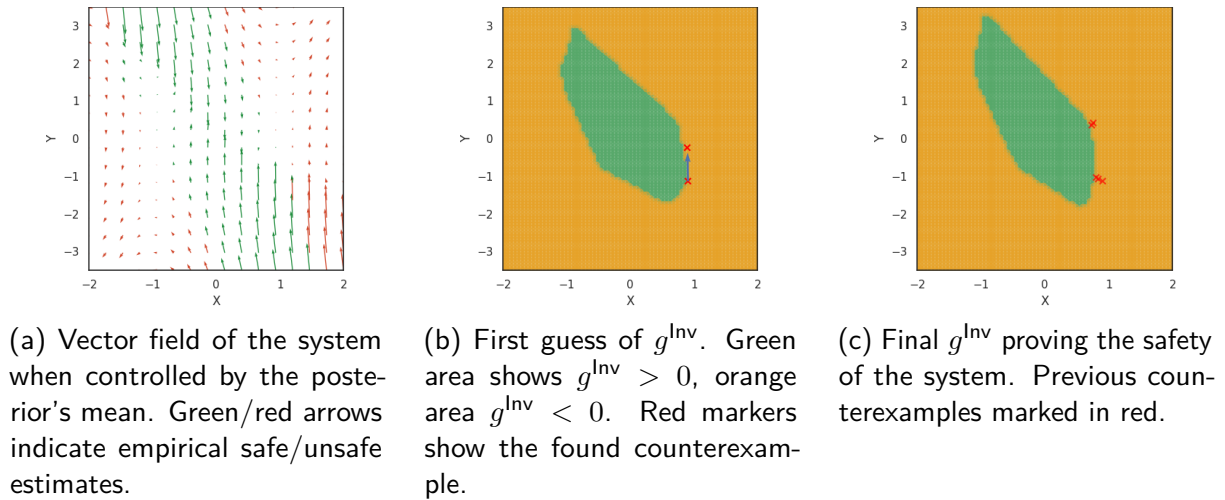 3
2
1
0
−1
−2
−3
Y
−2 −1 0 1 2
X
3
2
1
0
−1
−2
−3
Y
−2 −1 0 1 2
X
3
2
1
0
−1
−2
−3
Y
−2 −1 0 1 2
X
(a) Vector field of the system
when controlled by the poste-
rior's mean. Green/red arrows
indicate empirical safe/unsafe
estimates.
(b) First guess of g^Inv. Green
area shows g^Inv > 0, orange
area g^Inv < 0. Red markers
show the found counterexam-
ple.
(c) Final g^Inv proving the safety
of the system. Previous coun-
terexamples marked in red.